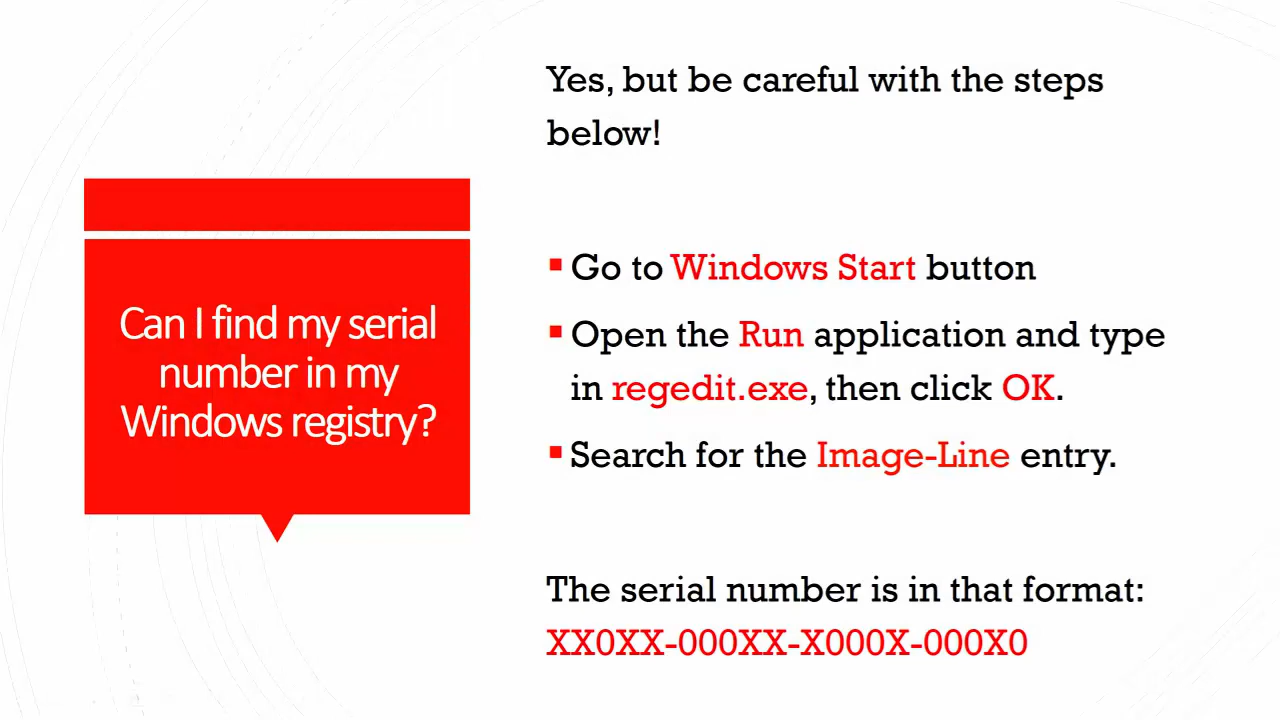 Can I find my serial
number in my
Windows registry?
Yes, but be careful with the steps
below!
Go to Windows Start button
Open the Run application and type
in regedit.exe, then click OK.
Search for the Image-Line entry.
The serial number is in that format:
XX0XX-000XX-X000X-000X0